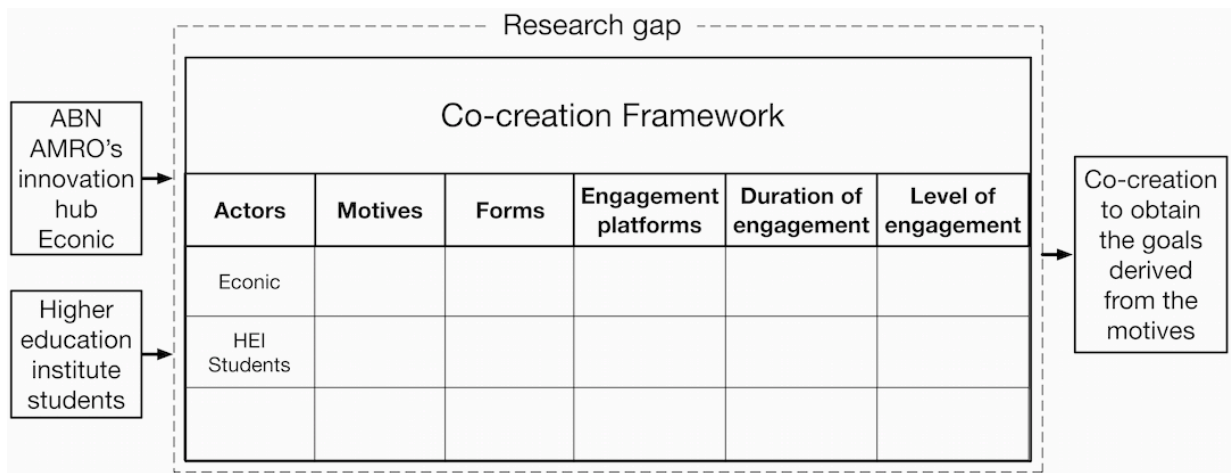 Research gap
Co-creation Framework
ABN
AMRO's
innovation
hub
Econic
Higher
education
institute
students
Actors
Motives
Forms
Engagement
platforms
Duration of
engagement
Level of
engagement
Econic
HEI
Students
Co-creation
to obtain
the goals
derived
from the
motives